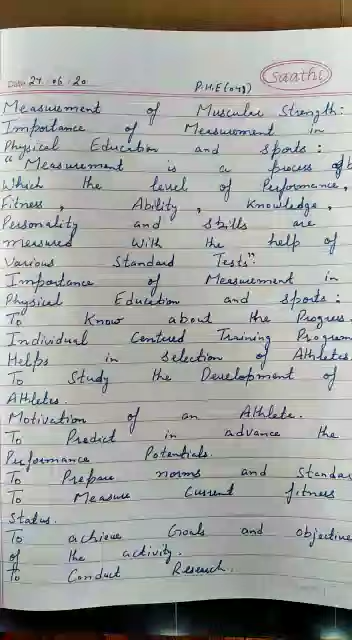 Date 24.06.20 P.H.E(048) Saathi
Measurement of Muscular Strength:
Importance of Measurement in
Physical Education and sports:
"Measurement is a process of
Which the level of Performance,
Fitness, Ability, Knowledge,
Personality and skills are
measured with the help of
Various Standard Tests".
Importance of Measurement in
Physical Education and sports:
To Know about the Progress.
Individual Centred Training Program
Helps in selection of Athletes.
To Study the Development of
Athletes.
Motivation of an Athlete.
To Predict in advance the
Performance Potentials.
To Prepare norms and Standar
To Measure Current fitness
Status.
To achieve Goals and objective
of the activity.
To Conduct Research.